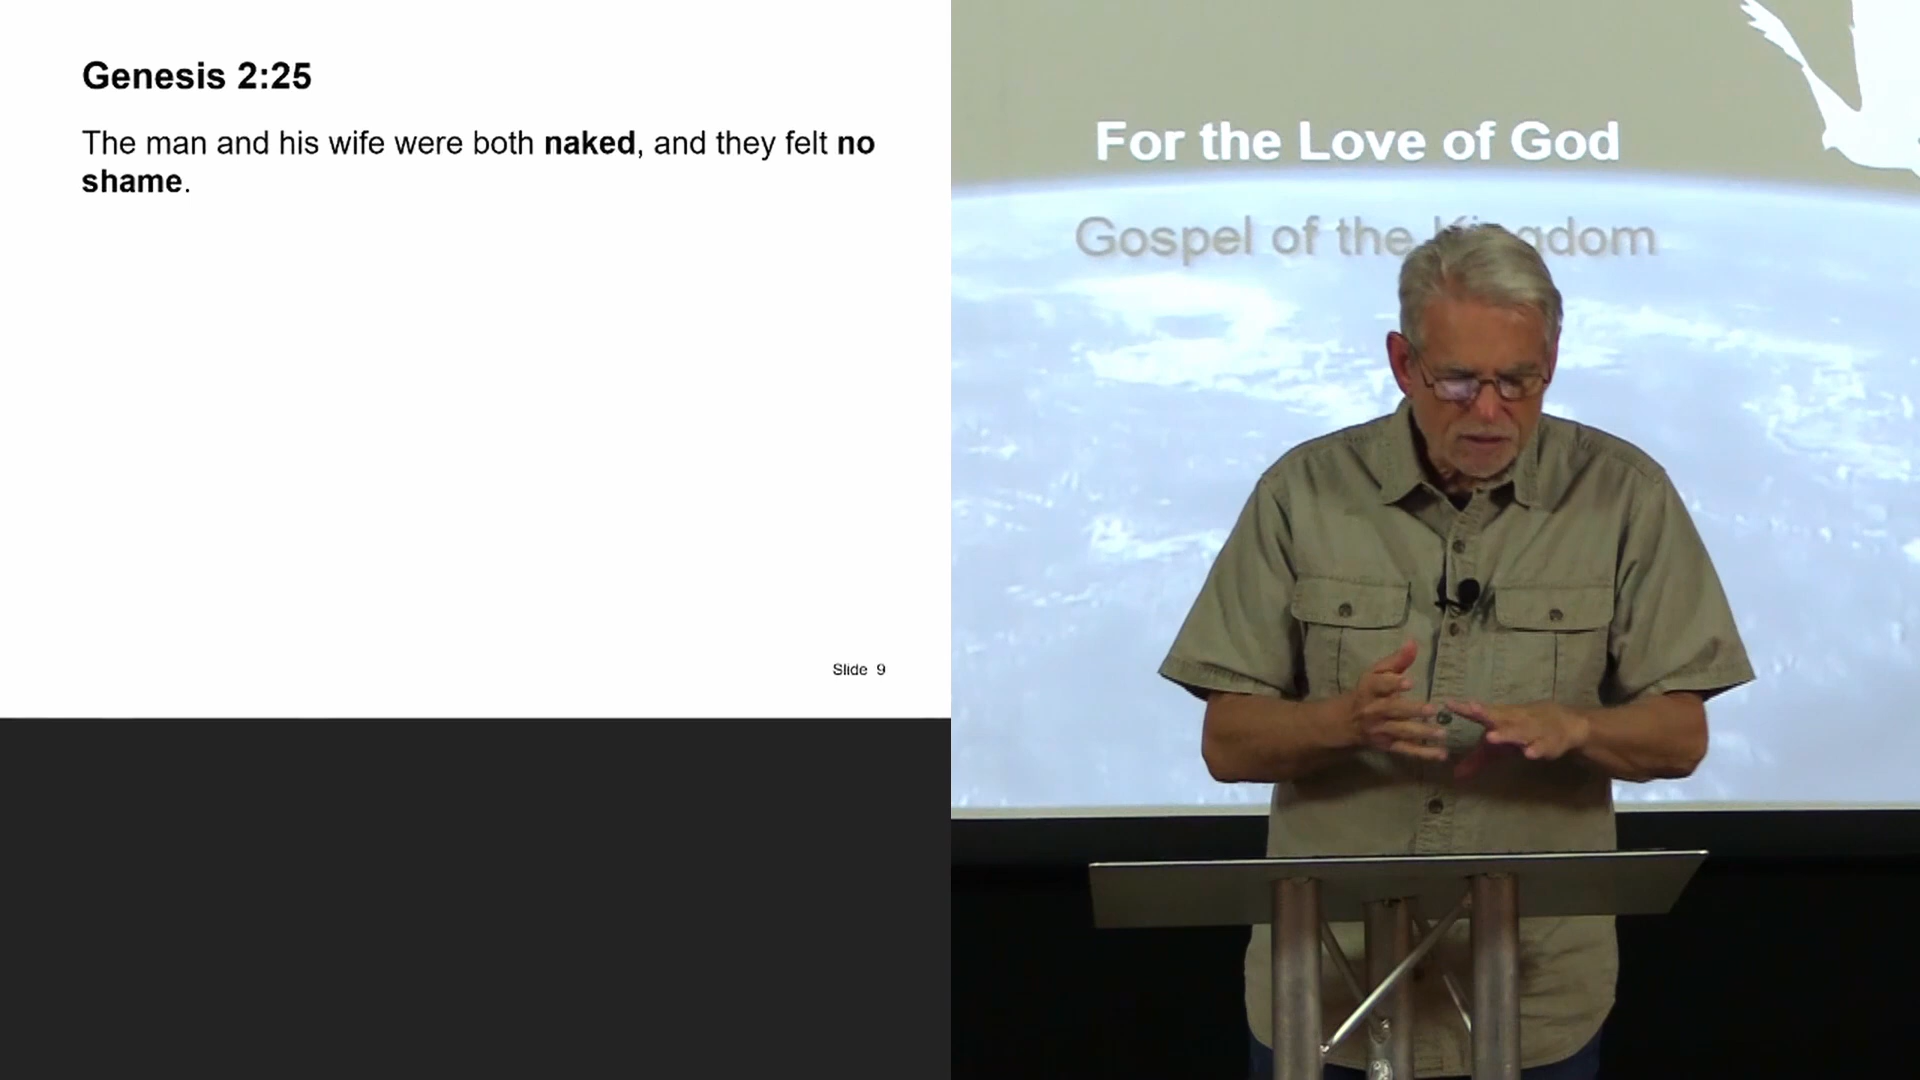 Genesis 2:25
The man and his wife were both naked, and they felt no
shame.
Slide 9
For the Love of God
Gospel of the Kingdom